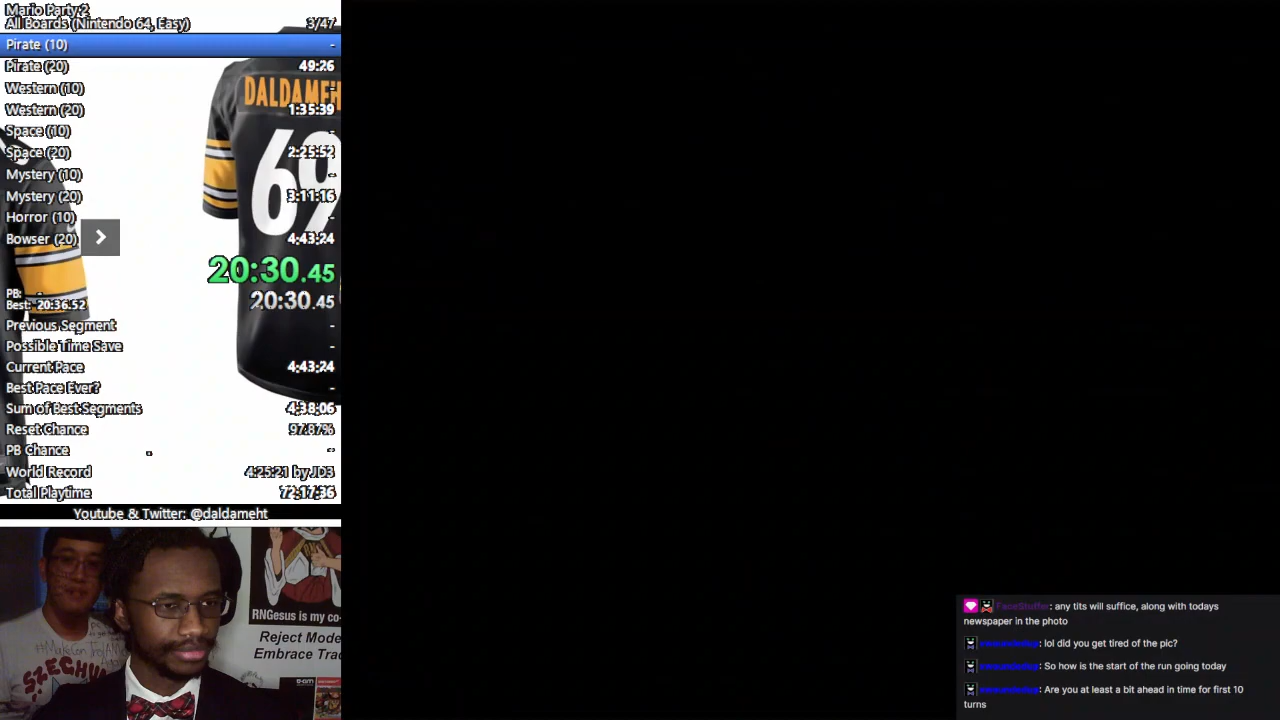 Mario Party 2
All Boards (Nintendo 64, Easy) 3/47
Pirate (10) -
Pirate (20) 49:26
Western (10) -
Western (20) 1:35:39
Space (10) -
Space (20) 2:25:52
Mystery (10) -
Mystery (20) 3:11:16
Horror (10) -
Bowser (20) 4:43:24
DALDAMEH
69
20:30.45
20:30.45
PB: -
Best: 20:36.52
Previous Segment -
Possible Time Save -
Current Pace 4:43:24
Best Pace Ever? -
Sum of Best Segments 4:38:06
Reset Chance 97.87%
PB Chance -
World Record 4:25:21 by JD3
Total Playtime 72:17:36
Youtube & Twitter: @daldameht
RNGesus is my co-
Reject Mode
Embrace Tra
SZECHU
FaceStuffer: any tits will suffice, along with todays
newspaper in the photo
: lol did you get tired of the pic?
: So how is the start of the run going today
: Are you at least a bit ahead in time for first 10
turns